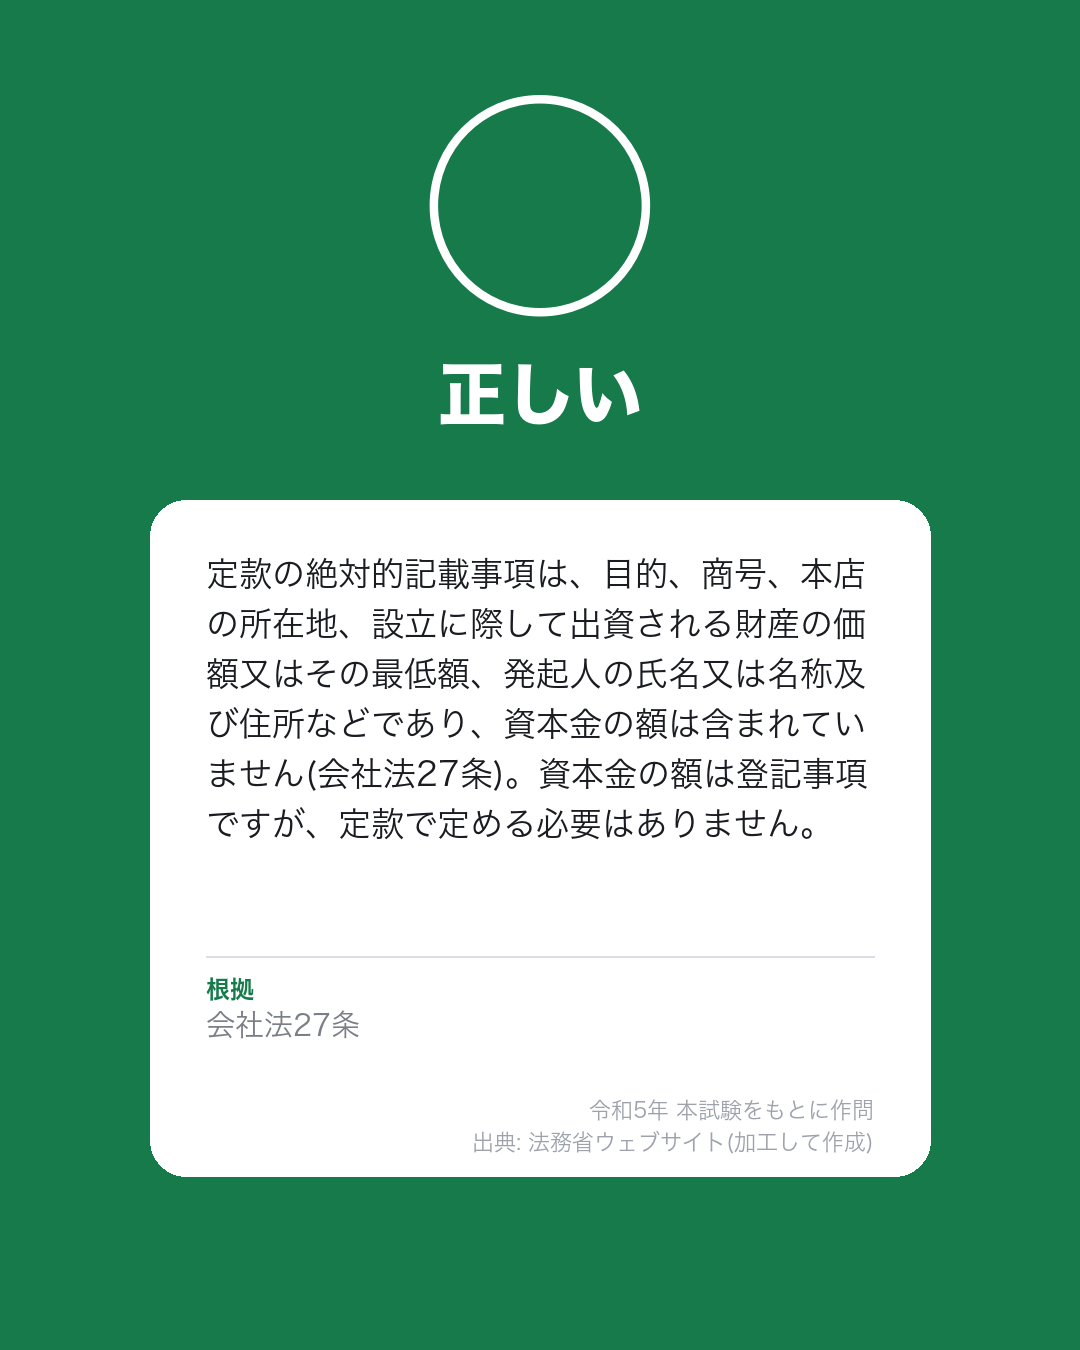 正しい
定款の絶対的記載事項は、目的、商号、本店
の所在地、設立に際して出資される財産の価
額又はその最低額、発起人の氏名又は名称及
び住所などであり、資本金の額は含まれてい
ません(会社法27条)。資本金の額は登記事項
ですが、定款で定める必要はありません。
根拠
会社法27条
令和5年 本試験をもとに作問
出典: 法務省ウェブサイト(加工して作成)